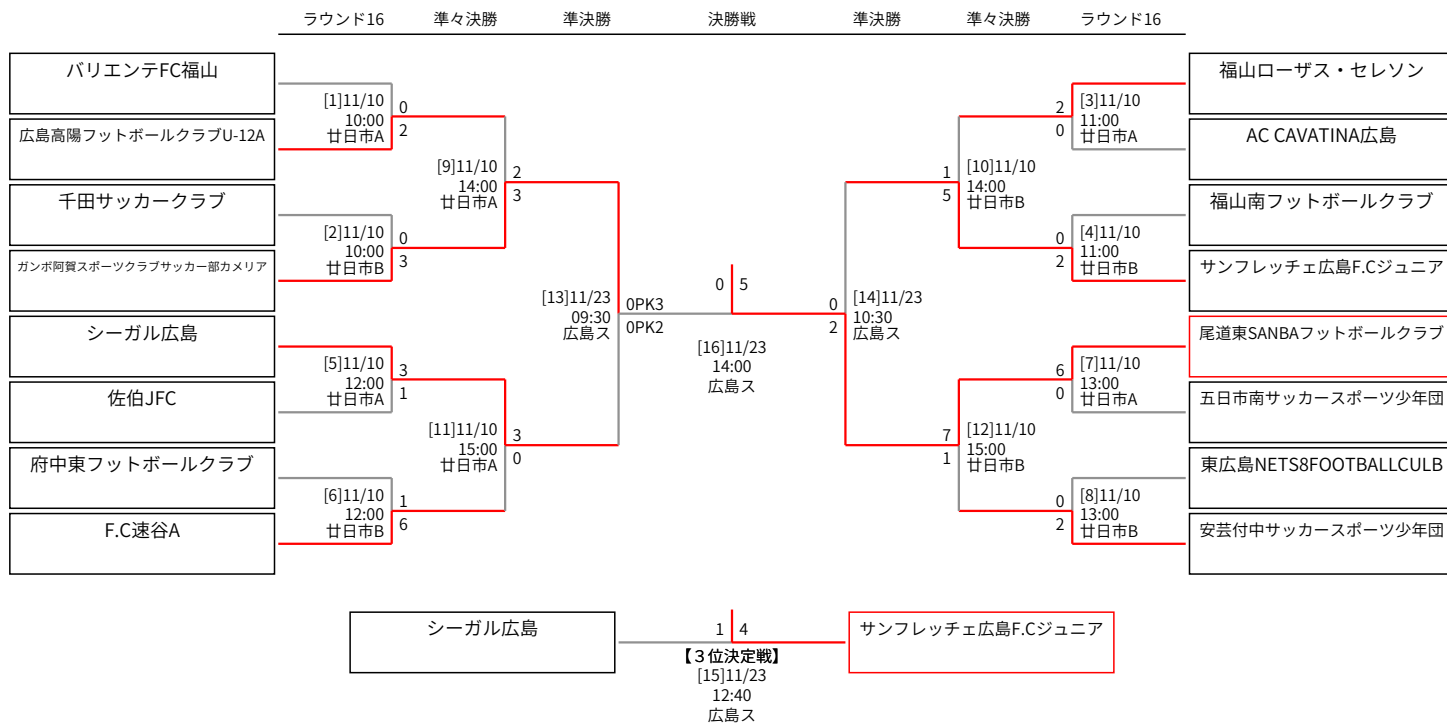 ラウンド16 準々決勝 準決勝 決勝戦 準決勝 準々決勝 ラウンド16
バリエンテFC福山
[1]11/10
10:00
廿日市A
0
2
広島高陽フットボールクラブU-12A
[9]11/10
14:00
廿日市A
2
3
千田サッカークラブ
[2]11/10
10:00
廿日市B
0
3
ガンボ阿賀スポーツクラブサッカー部カメリア
[13]11/23
09:30
広島ス
0PK3
0PK2
シーガル広島
[5]11/10
12:00
廿日市A
3
1
佐伯JFC
[11]11/10
15:00
廿日市A
3
0
府中東フットボールクラブ
[6]11/10
12:00
廿日市B
1
6
F.C速谷A
0 5
[16]11/23
14:00
広島ス
福山ローザス・セレソン
2
0
[3]11/10
11:00
廿日市A
AC CAVATINA広島
1
5
[10]11/10
14:00
廿日市B
福山南フットボールクラブ
0
2
[4]11/10
11:00
廿日市B
サンフレッチェ広島F.Cジュニア
0
2
[14]11/23
10:30
広島ス
尾道東SANBAフットボールクラブ
6
0
[7]11/10
13:00
廿日市A
五日市南サッカースポーツ少年団
7
1
[12]11/10
15:00
廿日市B
東広島NETS8FOOTBALLCULB
0
2
[8]11/10
13:00
廿日市B
安芸付中サッカースポーツ少年団
シーガル広島
1 4
サンフレッチェ広島F.Cジュニア
【３位決定戦】
[15]11/23
12:40
広島ス